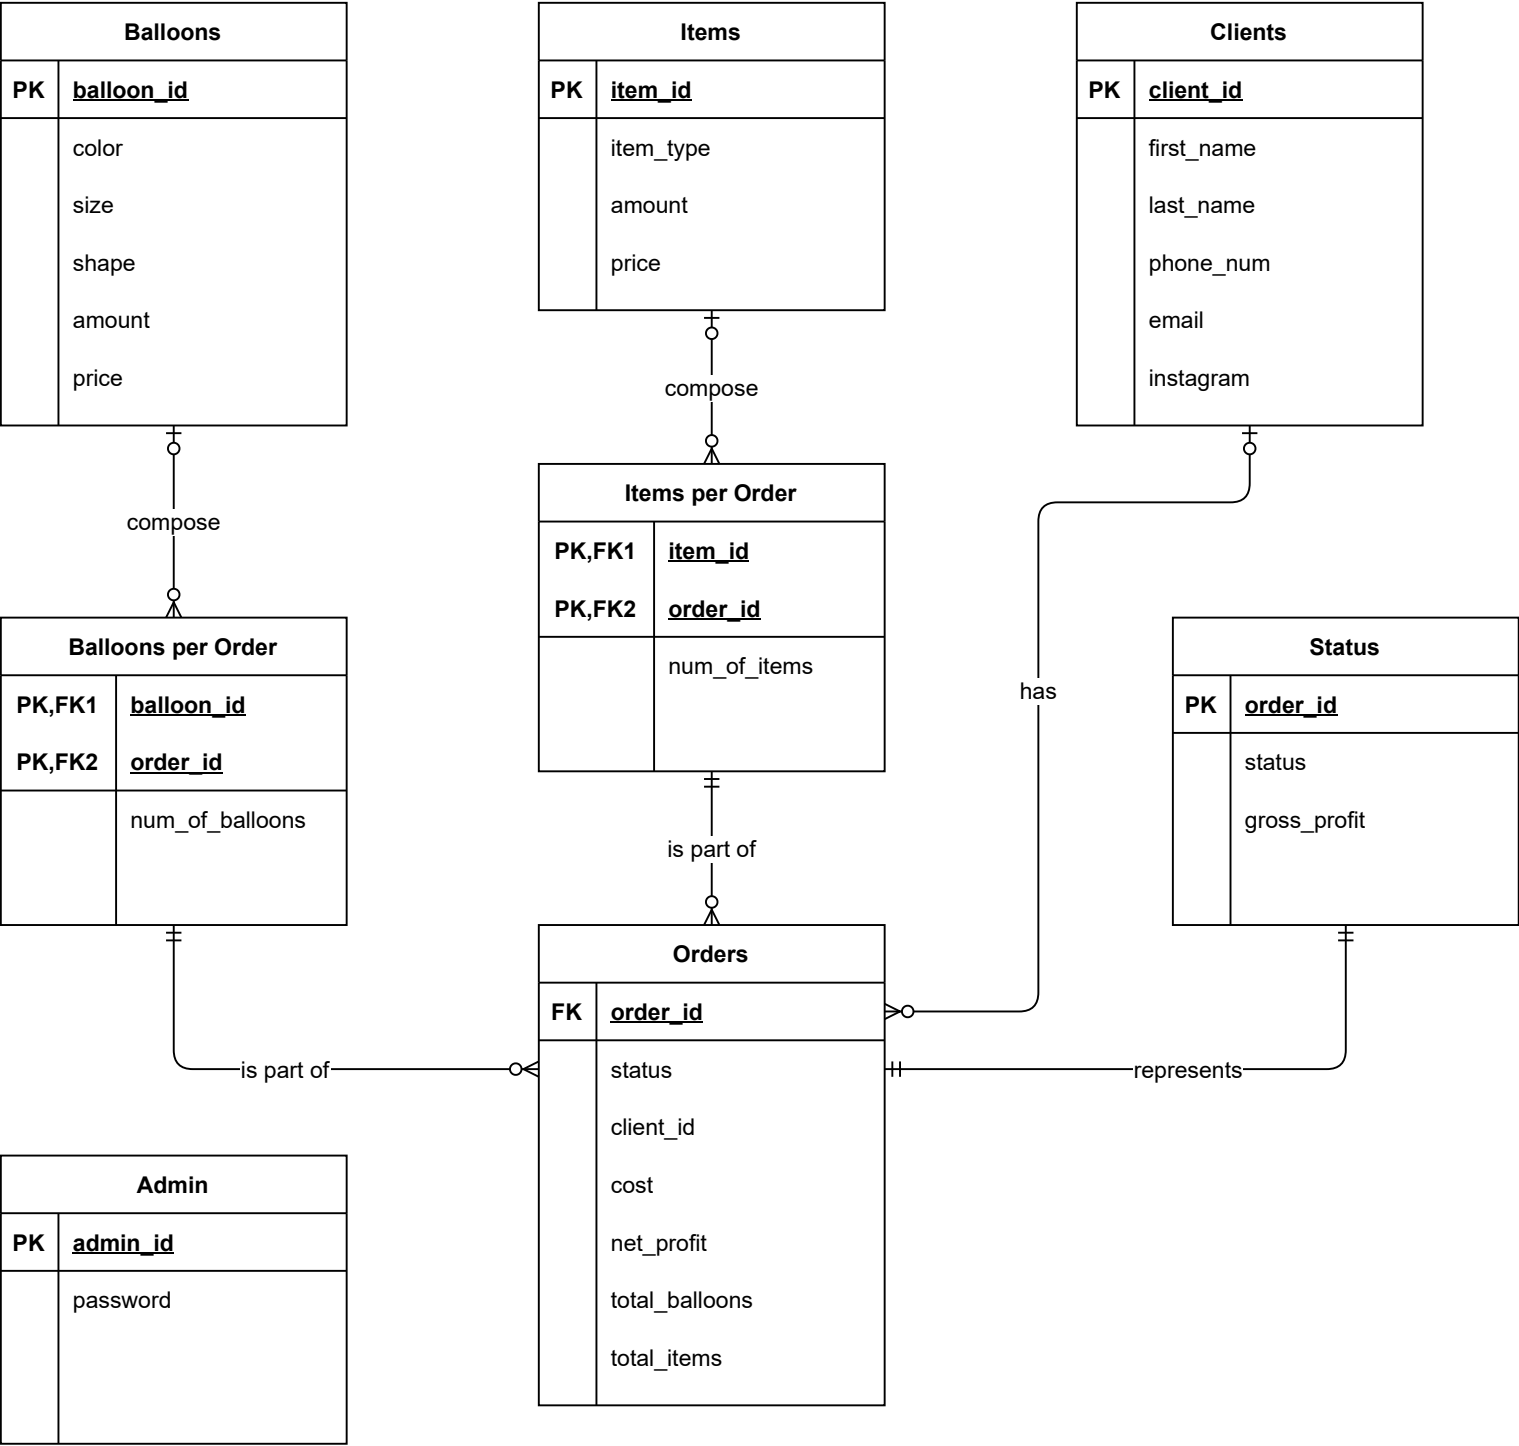 Balloons
PK balloon_id
color
size
shape
amount
price
Items
PK item_id
item_type
amount
price
Clients
PK client_id
first_name
last_name
phone_num
email
instagram
compose
compose
Items per Order
PK,FK1 item_id
PK,FK2 order_id
num_of_items
Balloons per Order
PK,FK1 balloon_id
PK,FK2 order_id
num_of_balloons
has
Status
PK order_id
status
gross_profit
is part of
Orders
FK order_id
status
client_id
cost
net_profit
total_balloons
total_items
is part of
represents
Admin
PK admin_id
password